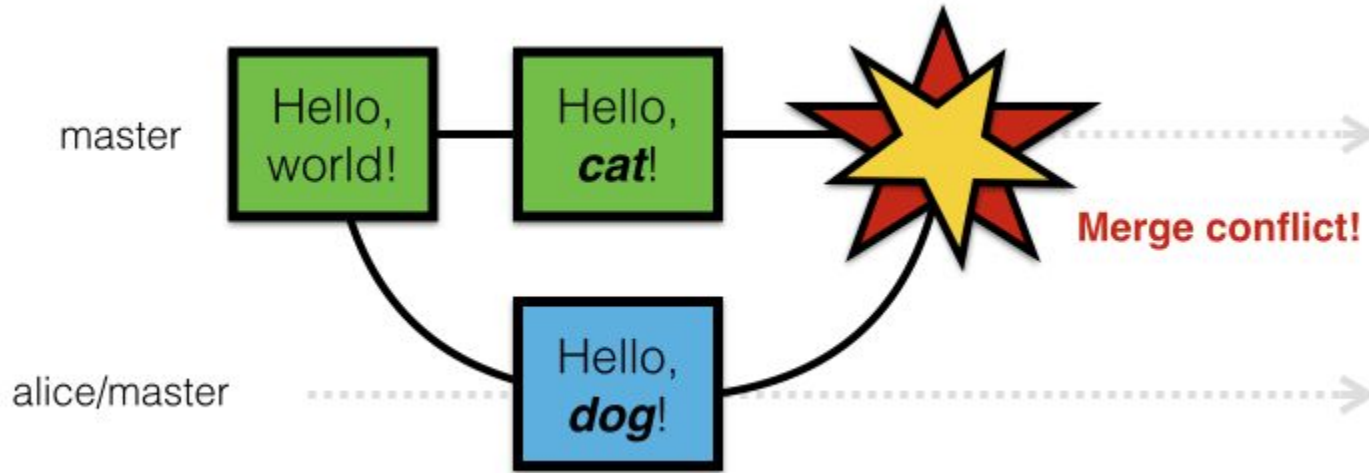 master
Hello,
world!
Hello,
cat!
Merge conflict!
alice/master
Hello,
dog!